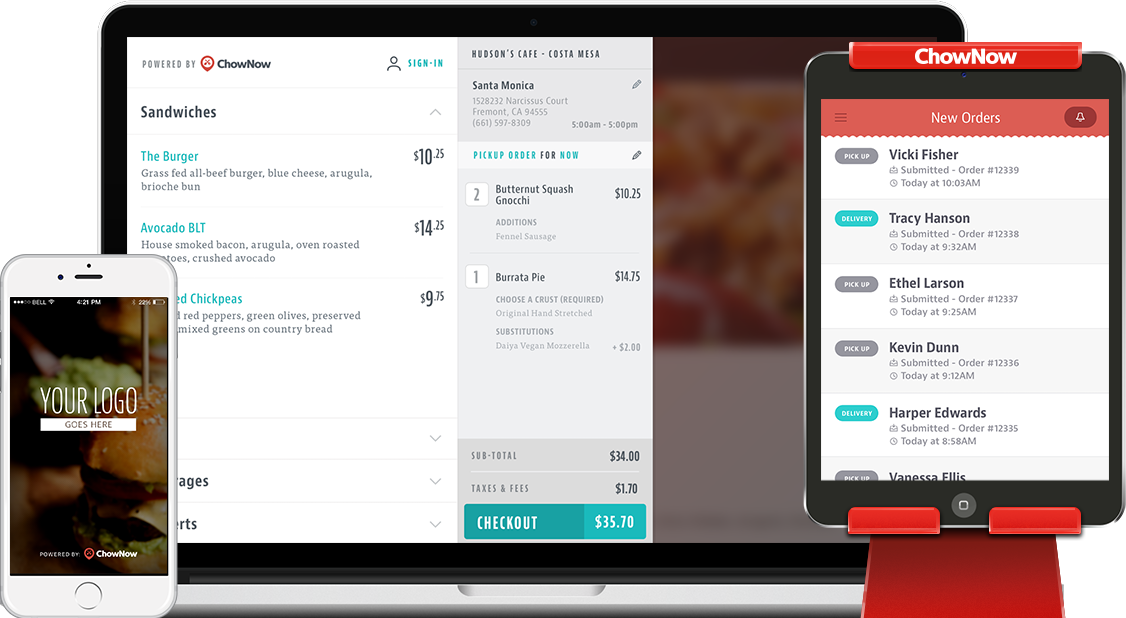 POWERED BY ChowNow
SIGN-IN
Sandwiches
The Burger
$10.25
Grass fed all-beef burger, blue cheese, arugula,
brioche bun
Avocado BLT
$14.25
House smoked bacon, arugula, oven roasted
toes, crushed avocado
ed Chickpeas
$9.75
d red peppers, green olives, preserved
mixed greens on country bread
rages
erts
HUDSON'S CAFE - COSTA MESA
Santa Monica
1528232 Narcissus Court
Fremont, CA 94555
(661) 597-8309
5:00am - 5:00pm
PICKUP ORDER FOR NOW
2
Butternut Squash
Gnocchi
$10.25
ADDITIONS
Fennel Sausage
1
Burrata Pie
$14.75
CHOOSE A CRUST (REQUIRED)
Original Hand Stretched
SUBSTITUTIONS
Daiya Vegan Mozzerella
+ $2.00
SUB-TOTAL
$34.00
TAXES & FEES
$1.70
CHECKOUT
$35.70
BELL
4:21 PM
22%
YOUR LOGO
GOES HERE
POWERED BY: ChowNow
ChowNow
New Orders
PICK UP
Vicki Fisher
Submitted - Order #12339
Today at 10:03AM
DELIVERY
Tracy Hanson
Submitted - Order #12338
Today at 9:32AM
PICK UP
Ethel Larson
Submitted - Order #12337
Today at 9:25AM
PICK UP
Kevin Dunn
Submitted - Order #12336
Today at 9:12AM
DELIVERY
Harper Edwards
Submitted - Order #12335
Today at 8:58AM
PICK UP
Vanessa Ellis